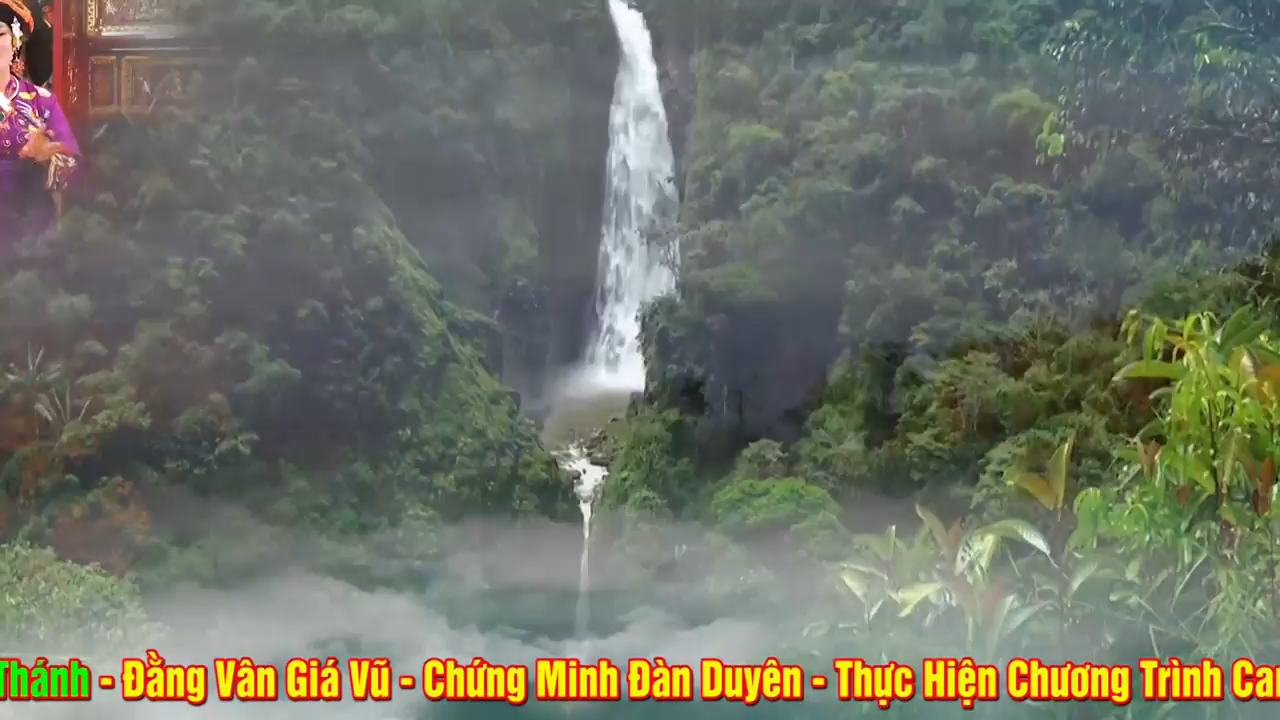 Thánh - Đằng Vân Giá Vũ - Chứng Minh Đàn Duyên - Thực Hiện Chương Trình